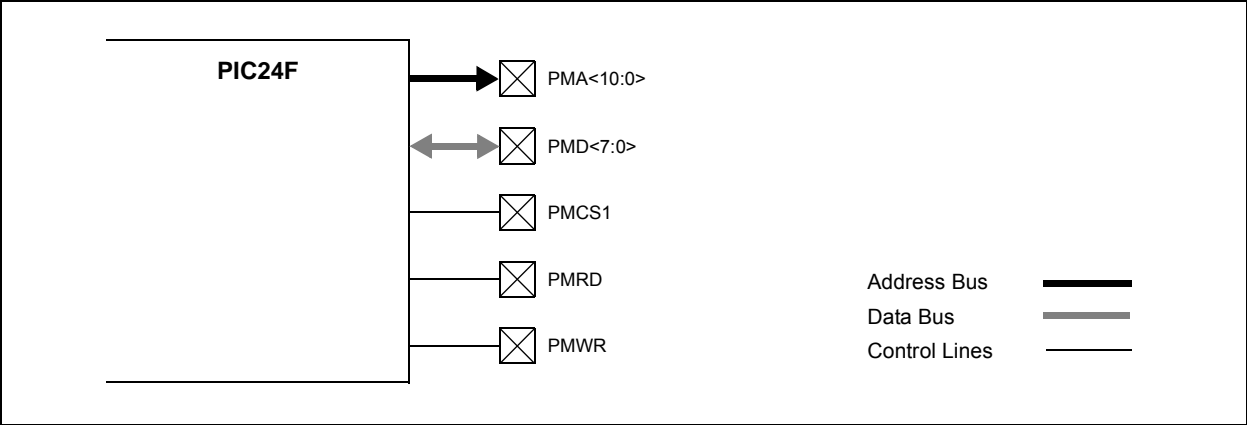 PIC24F
PMA<10:0>
PMD<7:0>
PMCS1
PMRD
PMWR
Address Bus
Data Bus
Control Lines